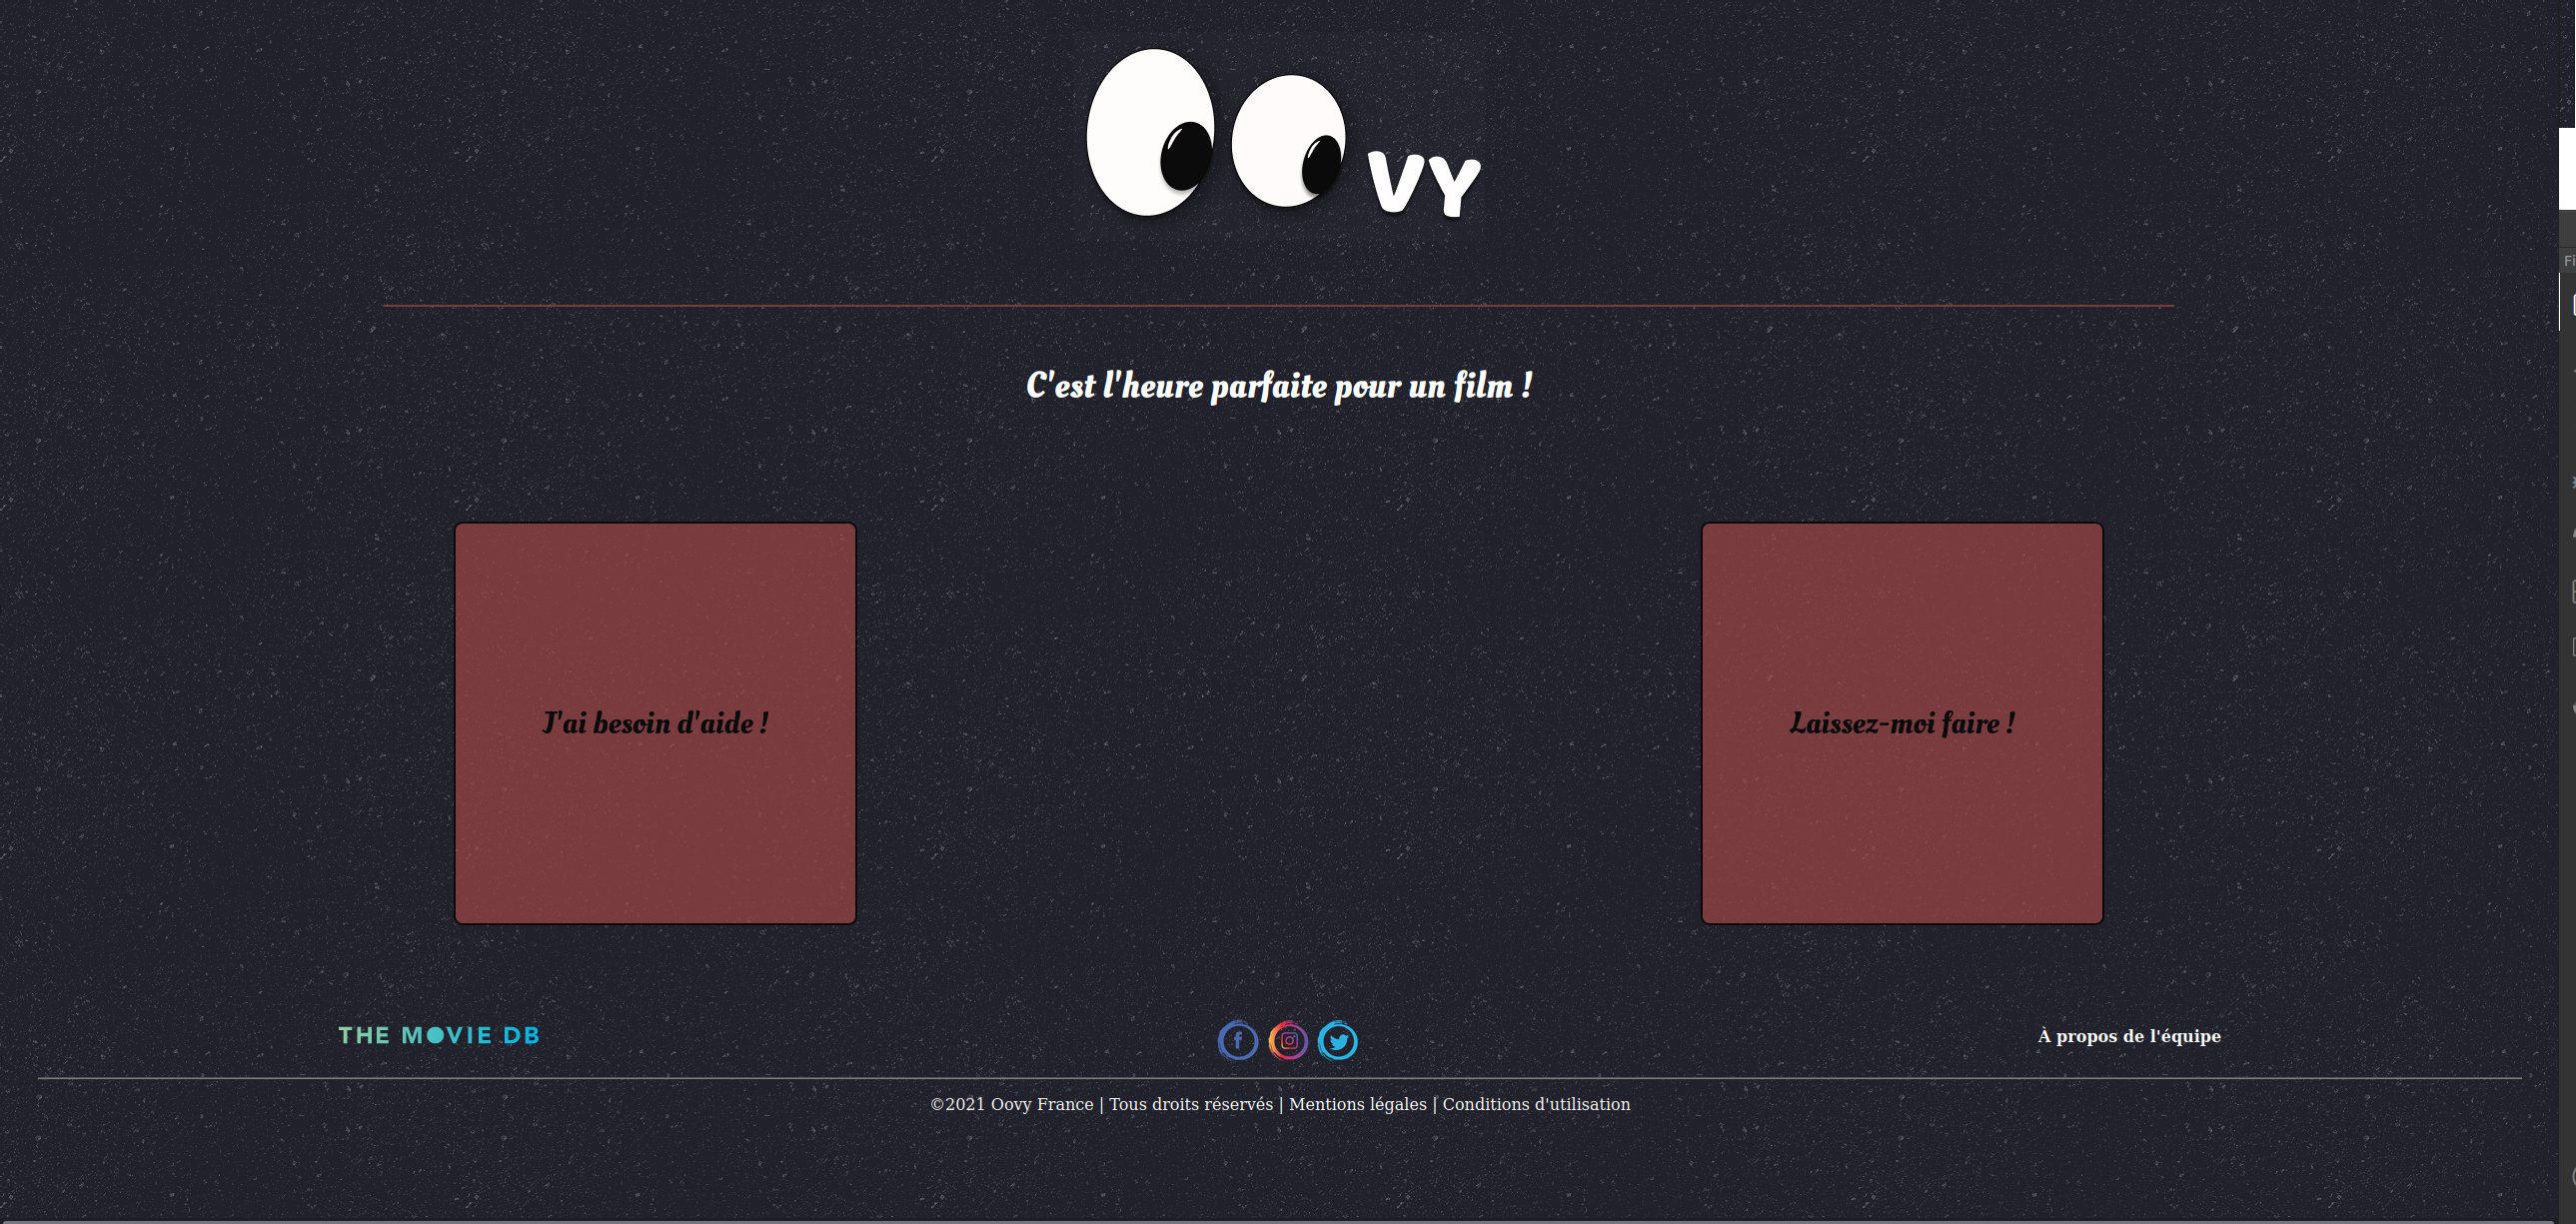 VY
C'est l'heure parfaite pour un film !
J'ai besoin d'aide !
Laissez-moi faire !
THE MOVIE DB
À propos de l'équipe
©2021 Oovy France | Tous droits réservés | Mentions légales | Conditions d'utilisation
Fi